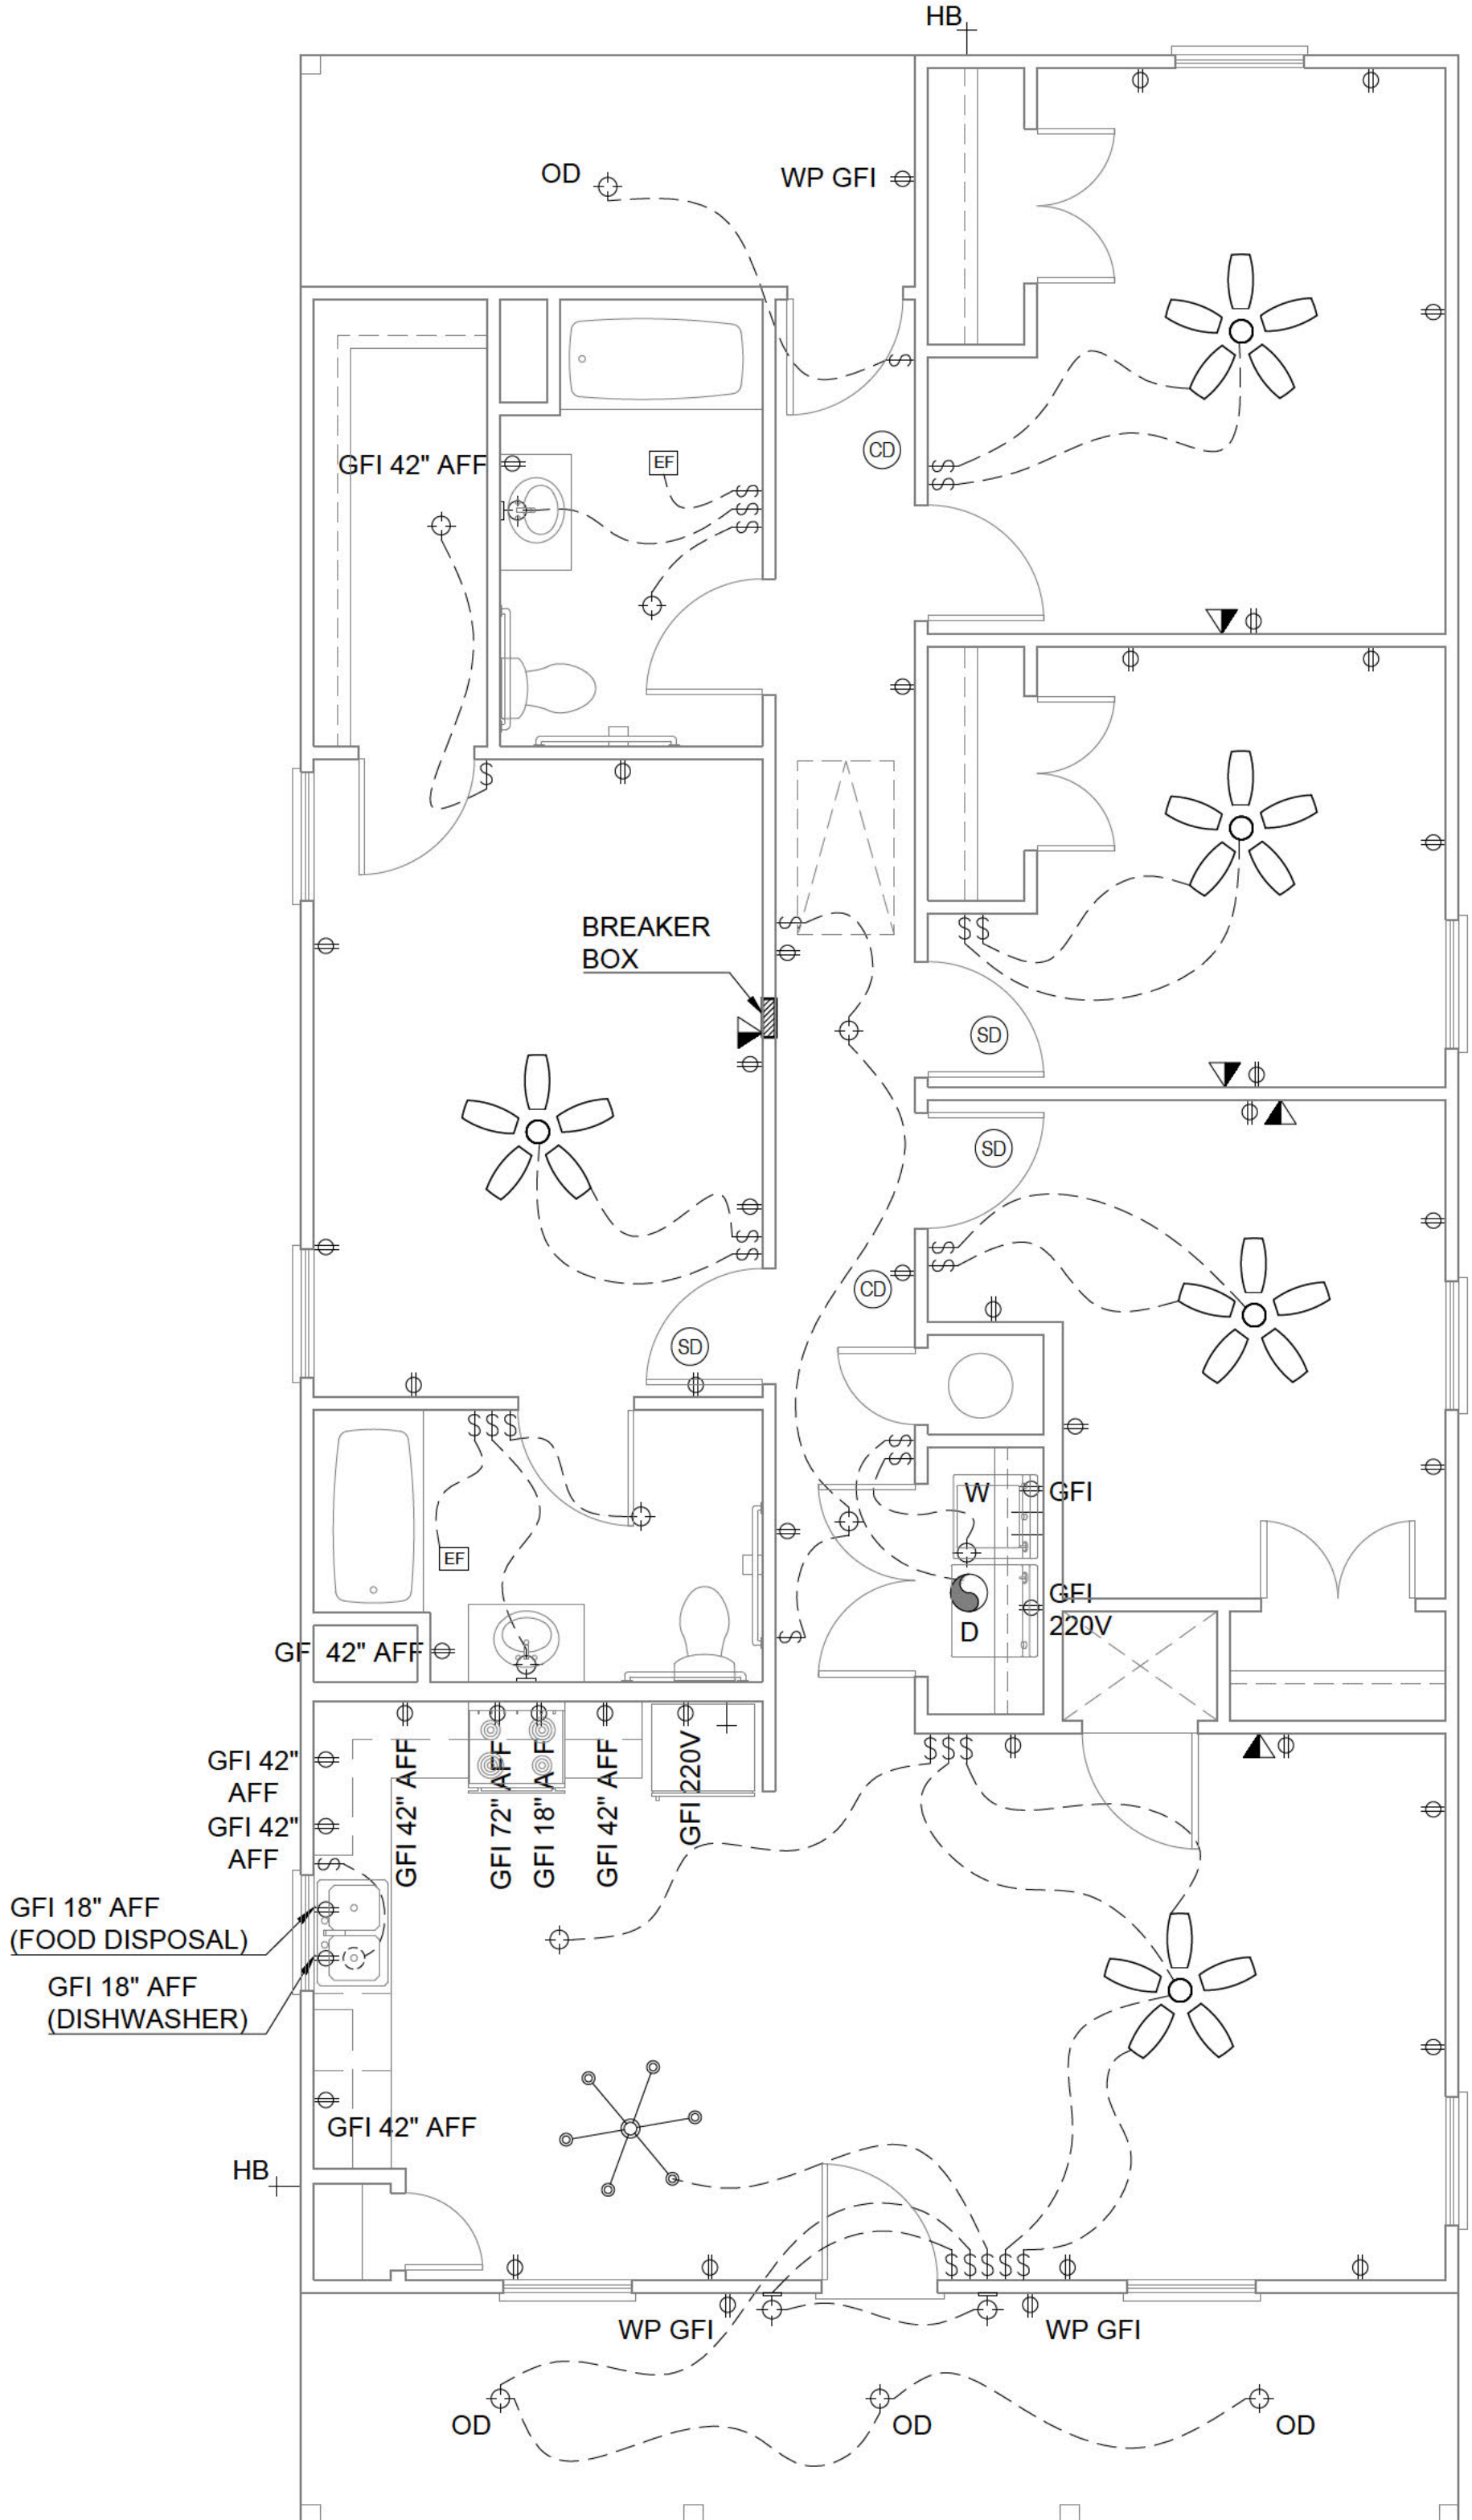 HB
OD
WP GFI
GFI 42" AFF
EF
CD
BREAKER
BOX
SD
SD
CD
SD
W
GFI
EF
GFI
220V
D
GF 42" AFF
GFI 42"
AFF
GFI 42"
AFF
GFI 42" AFF
GFI 72" AFF
GFI 18" A F
GFI 42" AFF
GFI 220V
GFI 18" AFF
(FOOD DISPOSAL)
GFI 18" AFF
(DISHWASHER)
GFI 42" AFF
HB
WP GFI
WP GFI
OD
OD
OD